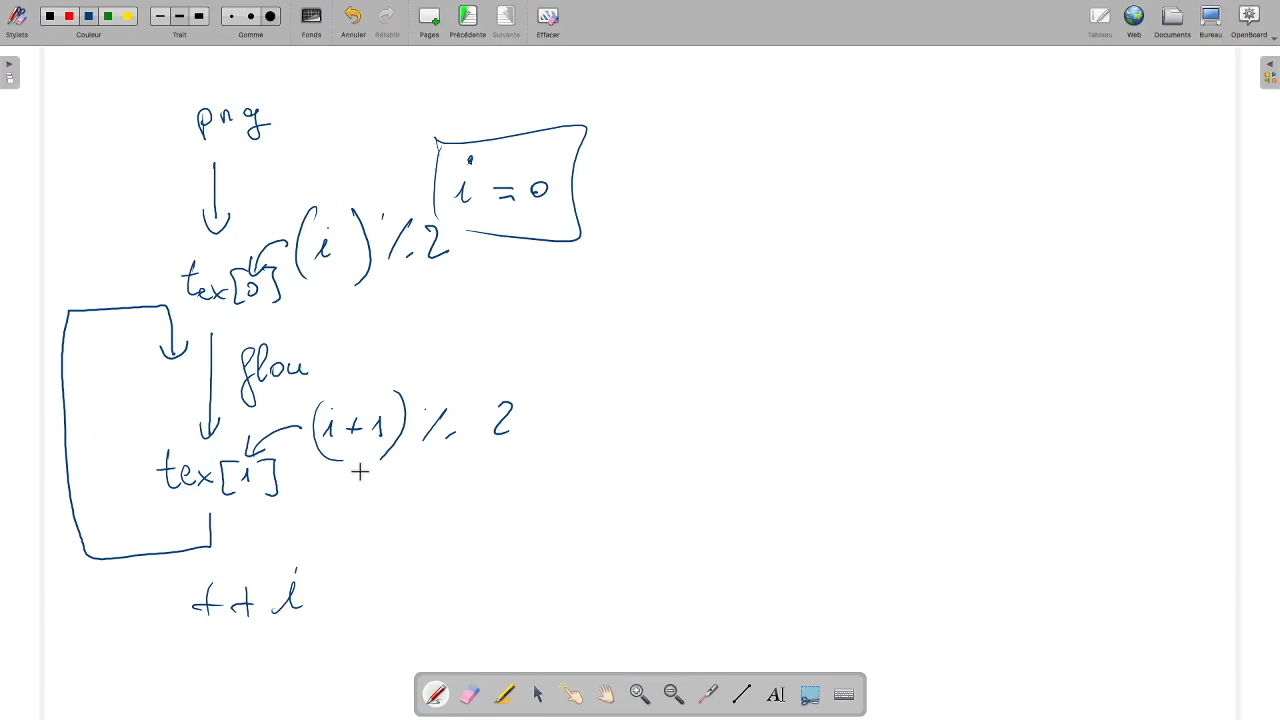 Stylets
Couleur
Trait
Gomme
Fonds
Annuler
Rétablir
Pages
Précédente
Suivante
Effacer
Tableau
Web
Documents
Bureau
OpenBoard
png
i = 0
(i) % 2
tex[0]
flou
(i + 1) % 2
tex[1]
++ i